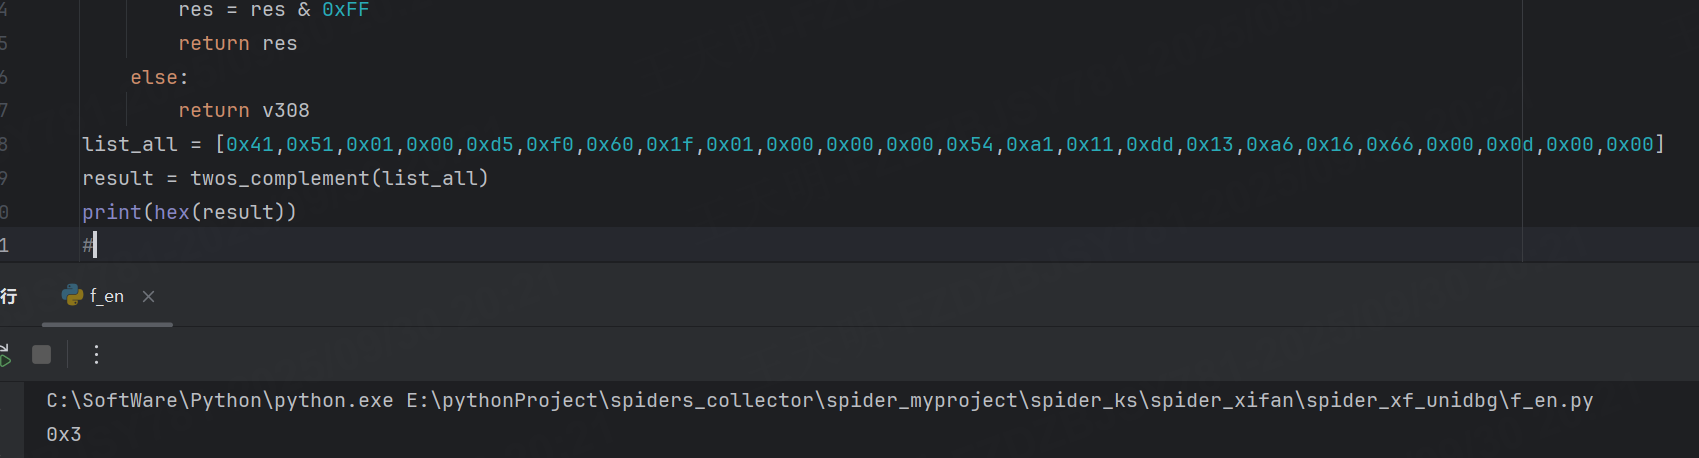 4 res = res & 0xFF
5 return res
6 else:
7 return v308
8 list_all = [0x41,0x51,0x01,0x00,0xd5,0xf0,0x60,0x1f,0x01,0x00,0x00,0x00,0x54,0xa1,0x11,0xdd,0x13,0xa6,0x16,0x66,0x00,0x0d,0x00,0x00]
9 result = twos_complement(list_all)
0 print(hex(result))
1 #
行 f_en
C:\SoftWare\Python\python.exe E:\pythonProject\spiders_collector\spider_myproject\spider_ks\spider_xifan\spider_xf_unidbg\f_en.py
0x3